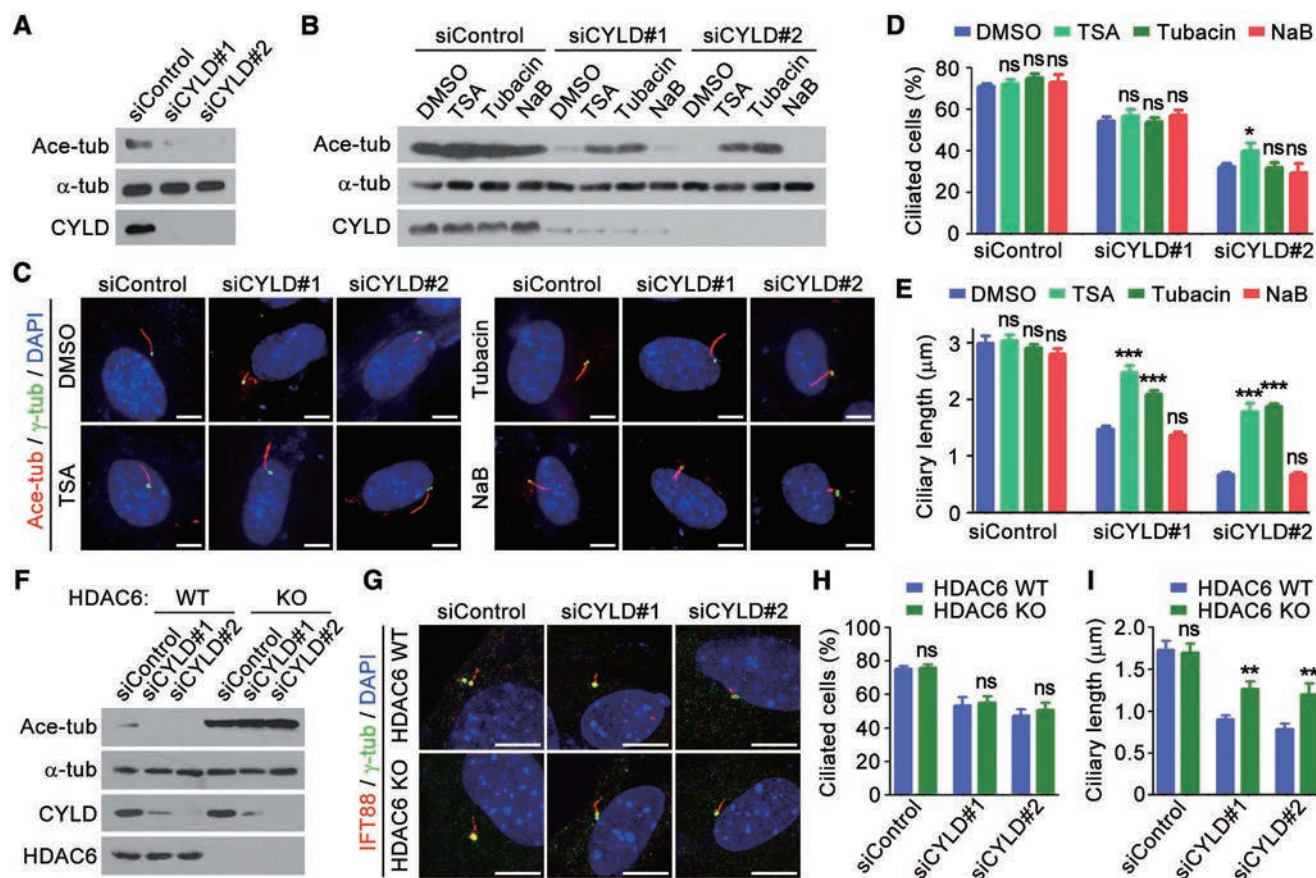 A
siControl
siCYLD#1
siCYLD#2
Ace-tub
α-tub
CYLD
B
siControl siCYLD#1 siCYLD#2
DMSO TSA Tubacin NaB DMSO TSA Tubacin NaB DMSO TSA Tubacin NaB
Ace-tub
α-tub
CYLD
C
siControl siCYLD#1 siCYLD#2 siControl siCYLD#1 siCYLD#2
Ace-tub / γ-tub / DAPI
DMSO
TSA
Tubacin
NaB
D
DMSO TSA Tubacin NaB
Ciliated cells (%)
80
60
40
20
0
ns ns ns
ns ns ns
* ns ns
siControl siCYLD#1 siCYLD#2
E
DMSO TSA Tubacin NaB
Ciliary length (μm)
3
2
1
0
ns ns ns
*** *** ns
*** *** ns
siControl siCYLD#1 siCYLD#2
F
HDAC6: WT KO
siControl siCYLD#1 siCYLD#2 siControl siCYLD#1 siCYLD#2
Ace-tub
α-tub
CYLD
HDAC6
G
siControl siCYLD#1 siCYLD#2
IFT88 / γ-tub / DAPI
HDAC6 WT
HDAC6 KO
H
HDAC6 WT
HDAC6 KO
Ciliated cells (%)
100
80
60
40
20
0
ns ns ns
siControl siCYLD#1 siCYLD#2
I
HDAC6 WT
HDAC6 KO
Ciliary length (μm)
2.0
1.5
1.0
0.5
0
ns ** **
siControl siCYLD#1 siCYLD#2